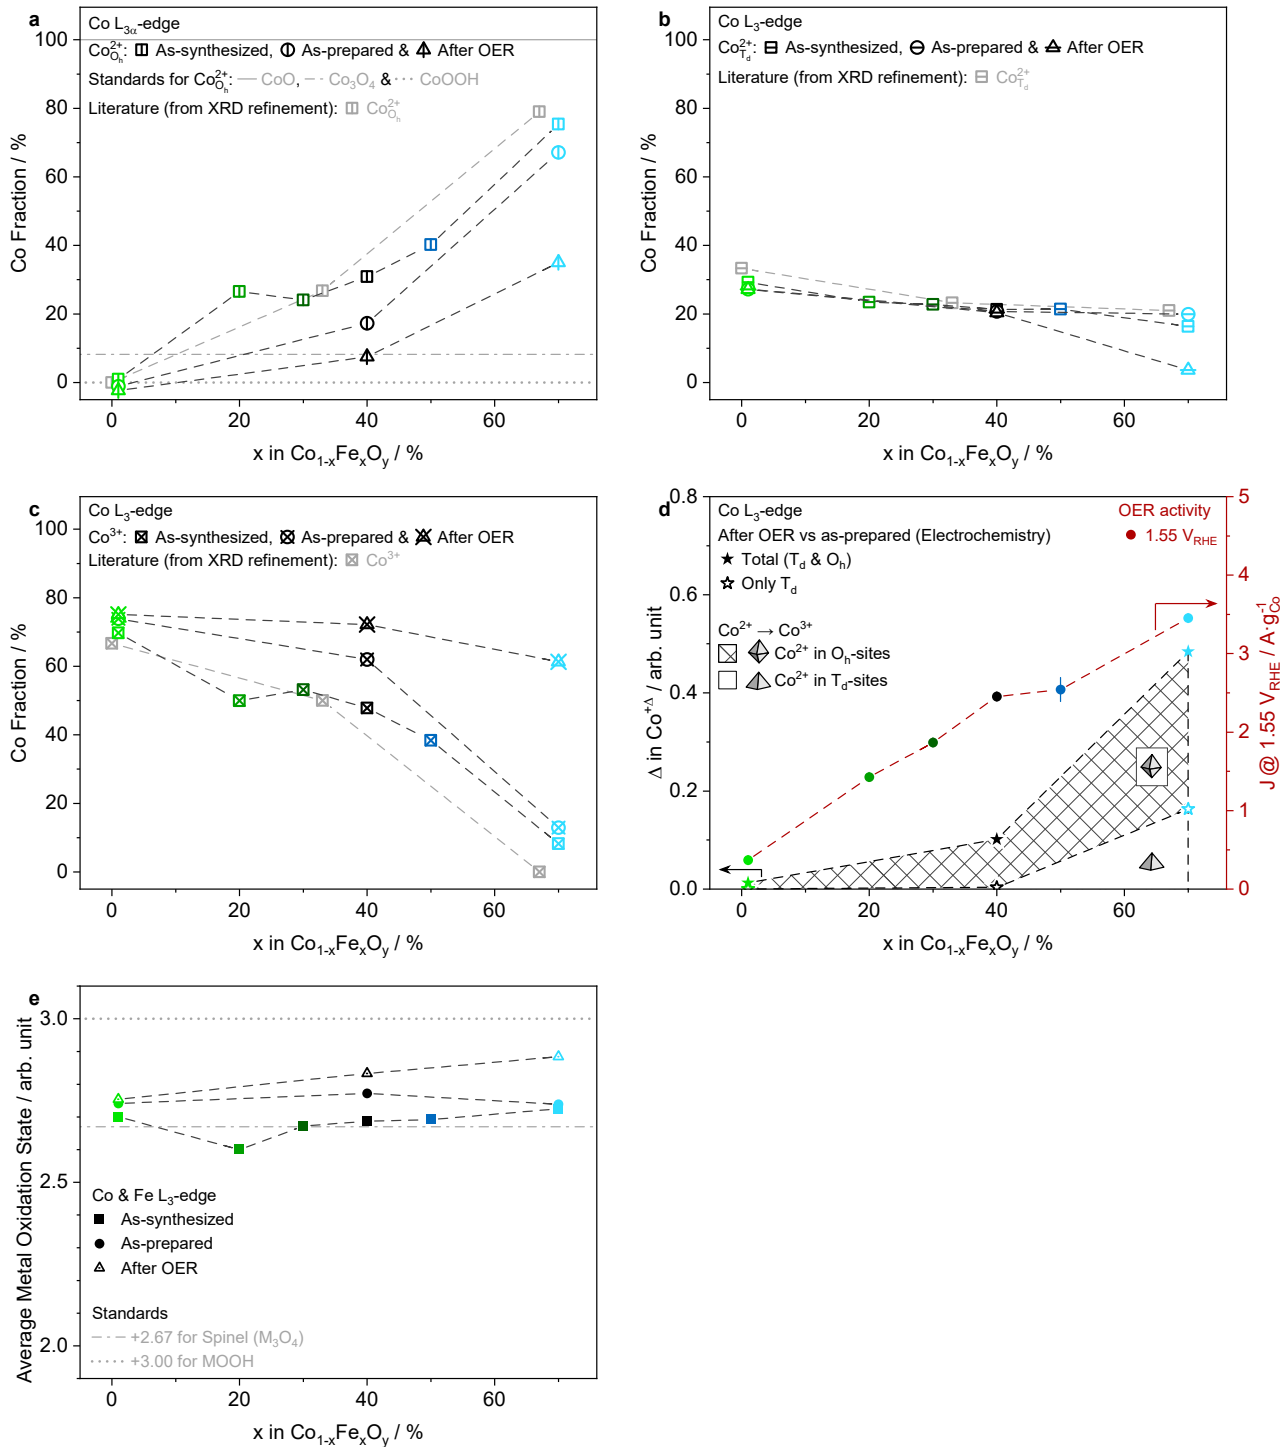 a
Co L3α-edge
Co²⁺Oh: As-synthesized, As-prepared & After OER
Standards for Co²⁺Oh: CoO, Co3O4 & CoOOH
Literature (from XRD refinement): Co²⁺Oh
100
80
60
40
20
0
Co Fraction / %
0 20 40 60
x in Co1-xFexOy / %
b
Co L3-edge
Co²⁺Td: As-synthesized, As-prepared & After OER
Literature (from XRD refinement): Co²⁺Td
100
80
60
40
20
0
Co Fraction / %
0 20 40 60
x in Co1-xFexOy / %
c
Co L3-edge
Co³⁺: As-synthesized, As-prepared & After OER
Literature (from XRD refinement): Co³⁺
100
80
60
40
20
0
Co Fraction / %
0 20 40 60
x in Co1-xFexOy / %
d
Co L3-edge
After OER vs as-prepared (Electrochemistry)
Total (Td & Oh)
Only Td
Co²⁺ → Co³⁺
Co²⁺ in Oh-sites
Co²⁺ in Td-sites
OER activity
1.55 VRHE
0.8
0.6
0.4
0.2
0.0
Δ in Co⁺Δ / arb. unit
5
4
3
2
1
0
J @ 1.55 VRHE / A·g⁻¹Co
0 20 40 60
x in Co1-xFexOy / %
e
3.0
2.5
2.0
Average Metal Oxidation State / arb. unit
Co & Fe L3-edge
As-synthesized
As-prepared
After OER
Standards
+2.67 for Spinel (M3O4)
+3.00 for MOOH
0 20 40 60
x in Co1-xFexOy / %